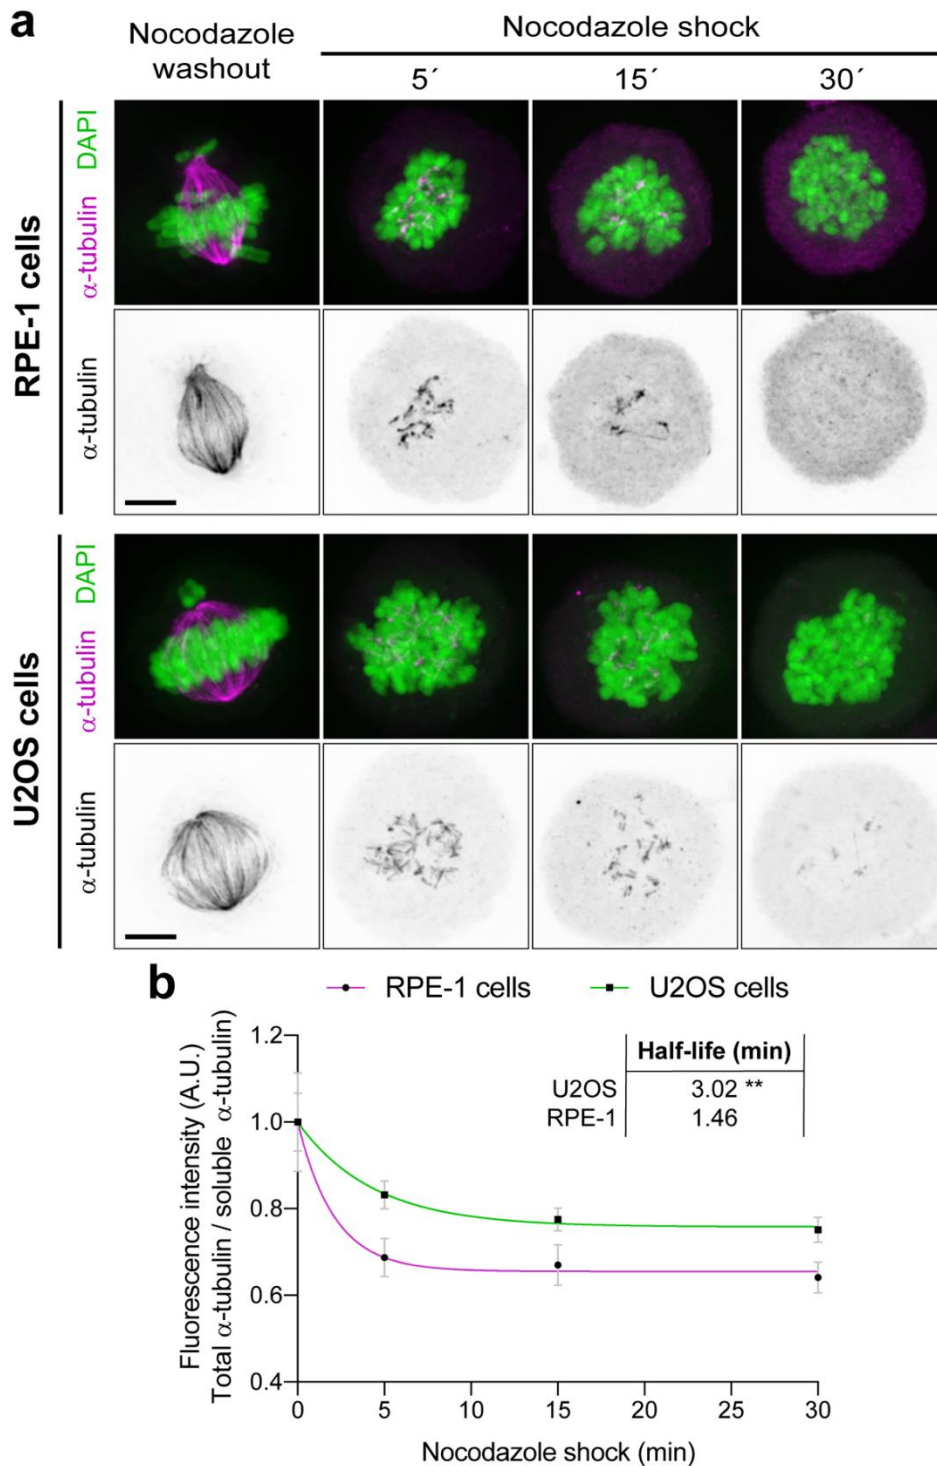 a
Nocodazole
washout
Nocodazole shock
5´
15´
30´
RPE-1 cells
α-tubulin DAPI
α-tubulin
U2OS cells
α-tubulin DAPI
α-tubulin
b
RPE-1 cells
U2OS cells
Fluorescence intensity (A.U.)
Total α-tubulin / soluble α-tubulin)
1.2
1.0
0.8
0.6
0.4
Half-life (min)
U2OS 3.02 **
RPE-1 1.46
0 5 10 15 20 25 30
Nocodazole shock (min)